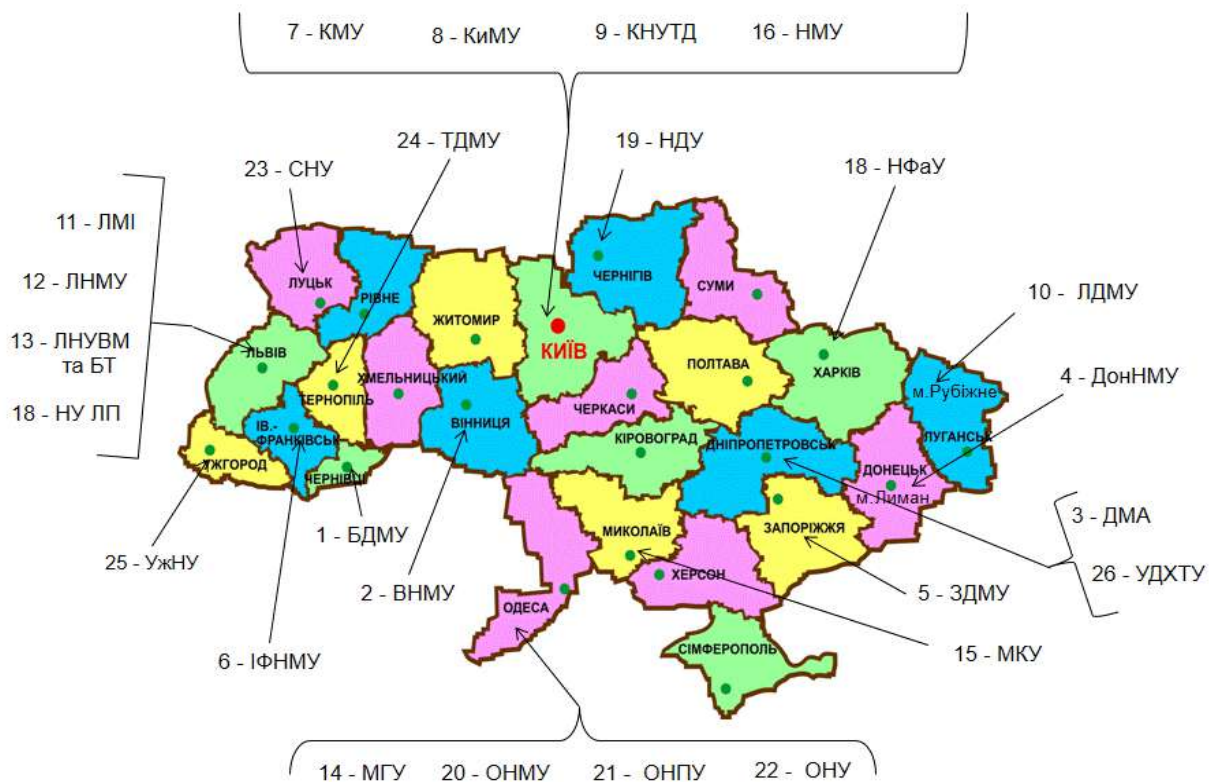 7 - КМУ
8 - КиМУ
9 - КНУТД
16 - НМУ
24 - ТДМУ
19 - НДУ
23 - СНУ
18 - НФаУ
11 - ЛМІ
12 - ЛНМУ
13 - ЛНУВМ
та БТ
18 - НУ ЛП
10 - ЛДМУ
4 - ДонНМУ
ЛУЦЬК
РІВНЕ
ЖИТОМИР
КИЇВ
ЧЕРНІГІВ
СУМИ
ЛЬВІВ
ТЕРНОПІЛЬ
ХМЕЛЬНИЦЬКИЙ
ВІННИЦЯ
ЧЕРКАСИ
ПОЛТАВА
ХАРКІВ
м.Рубіжне
ЛУГАНСЬК
ІВ.-
ФРАНКІВСЬК
УЖГОРОД
ЧЕРНІВЦІ
КІРОВОГРАД
ДНІПРОПЕТРОВСЬК
ДОНЕЦЬК
м.Лиман
МИКОЛАЇВ
ЗАПОРІЖЖЯ
ХЕРСОН
ОДЕСА
СІМФЕРОПОЛЬ
25 - УжНУ
1 - БДМУ
2 - ВНМУ
6 - ІФНМУ
3 - ДМА
26 - УДХТУ
5 - ЗДМУ
15 - МКУ
14 - МГУ
20 - ОНМУ
21 - ОНПУ
22 - ОНУ